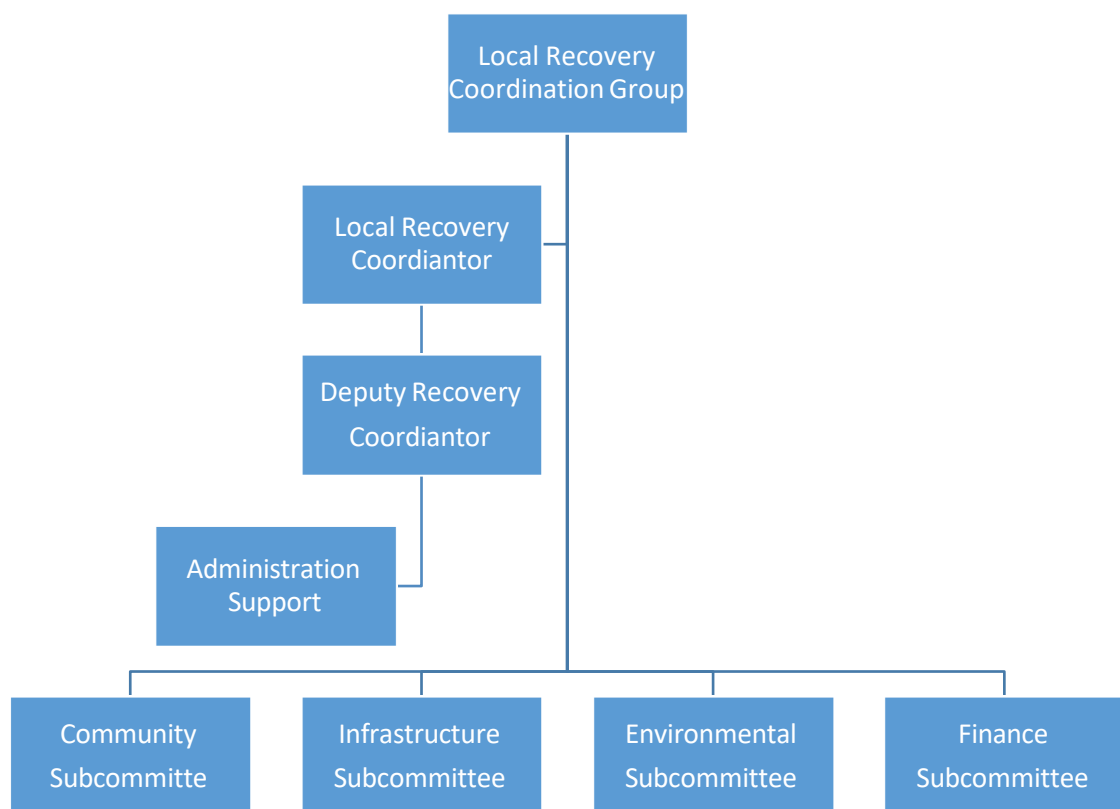 Local Recovery
Coordination Group
Local Recovery
Coordiantor
Deputy Recovery
Coordiantor
Administration
Support
Community
Subcommitte
Infrastructure
Subcommittee
Environmental
Subcommittee
Finance
Subcommittee